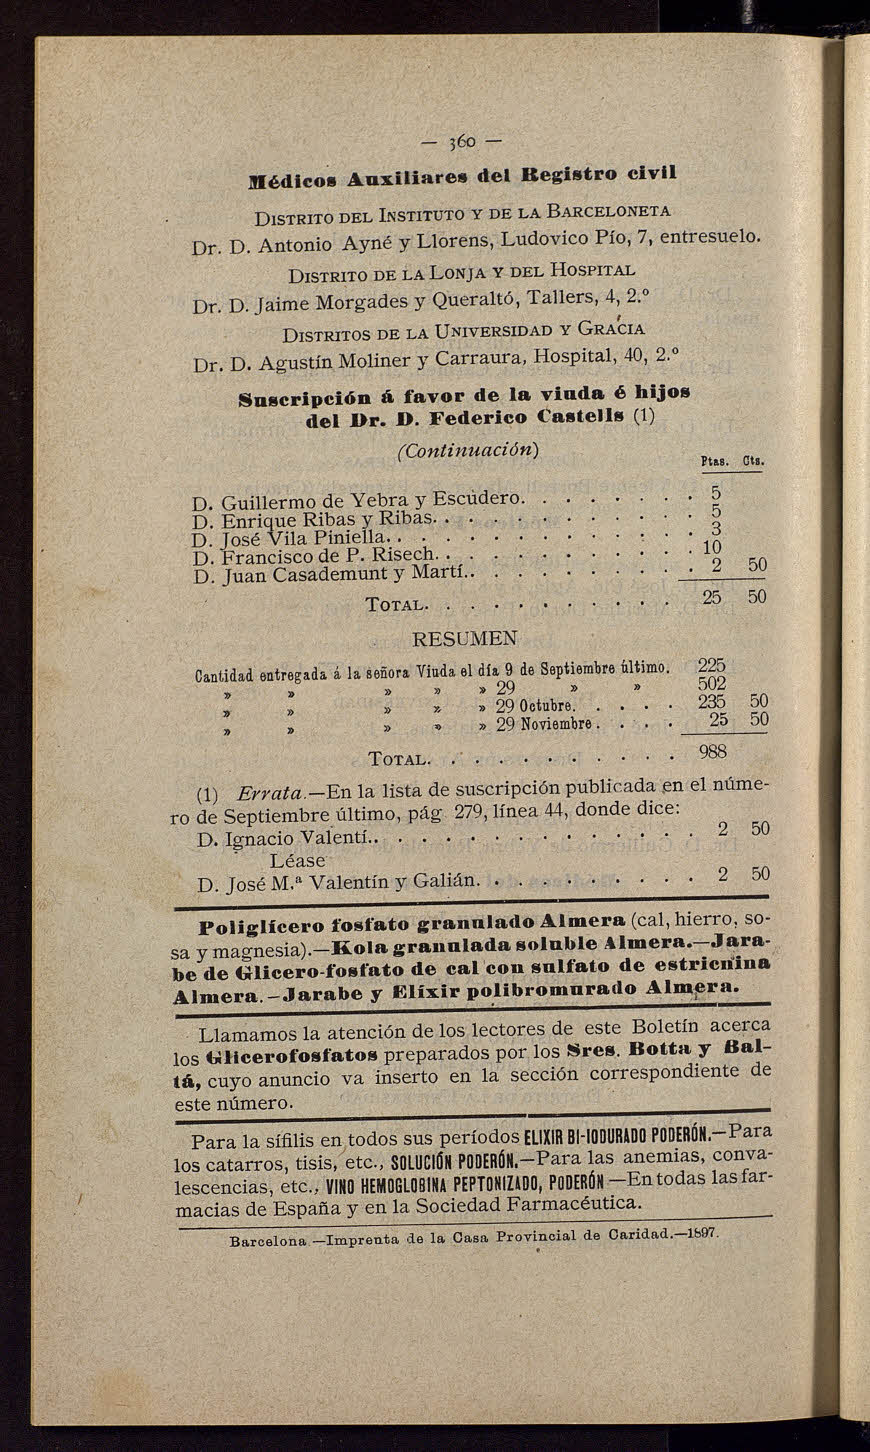 — 360 —
Médicos Auxiliares del Registro civil
DISTRITO DEL INSTITUTO Y DE LA BARCELONETA
Dr. D. Antonio Ayné y Llorens, Ludovico Pío, 7, entresuelo.
DISTRITO DE LA LONJA Y DEL HOSPITAL
Dr. D. Jaime Morgades y Queraltó, Tallers, 4, 2.º
DISTRITOS DE LA UNIVERSIDAD Y GRACIA
Dr. D. Agustín Moliner y Carraura, Hospital, 40, 2.º
Suscripción á favor de la viuda é hijos
del Dr. D. Federico Castells (1)
(Continuación)
Ptas. Cts.
D. Guillermo de Yebra y Escudero. . . . . . . . 5
D. Enrique Ribas y Ribas. . . . . . . . . . . . 5
D. José Vila Piniella. . . . . . . . . . . . . . 3
D. Francisco de P. Risech. . . . . . . . . . . . 10
D. Juan Casademunt y Martí. . . . . . . . . . . 2 50
TOTAL. . . . . . . . . . . . 25 50
RESUMEN
Cantidad entregada á la señora Viuda el día 9 de Septiembre último. 225
» » » » » 29 » » 502
» » » » » 29 Octubre. . . . . 235 50
» » » » » 29 Noviembre . . . . 25 50
TOTAL. . . . . . . . . . . . 988
(1) Errata.—En la lista de suscripción publicada en el núme-
ro de Septiembre último, pág. 279, línea 44, donde dice:
D. Ignacio Valentí. . . . . . . . . . . . . . . 2 50
Léase
D. José M.ª Valentín y Galián. . . . . . . . . . 2 50
Poliglícero fosfato granulado Almera (cal, hierro, so-
sa y magnesia).—Kola granulada soluble Almera.—Jara-
be de Glicero-fosfato de cal con sulfato de estricnina
Almera.—Jarabe y Elíxir polibromurado Almera.
Llamamos la atención de los lectores de este Boletín acerca
los Glicerofosfatos preparados por los Sres. Botta y Bal-
tá, cuyo anuncio va inserto en la sección correspondiente de
este número.
Para la sífilis en todos sus períodos ELIXIR BI-IODURADO PODERÓN.—Para
los catarros, tisis, etc., SOLUCIÓN PODERÓN.—Para las anemias, conva-
lescencias, etc., VINO HEMOGLOBINA PEPTONIZADO, PODERÓN —En todas las far-
macias de España y en la Sociedad Farmacéutica.
Barcelona.—Imprenta de la Casa Provincial de Caridad.—1897.